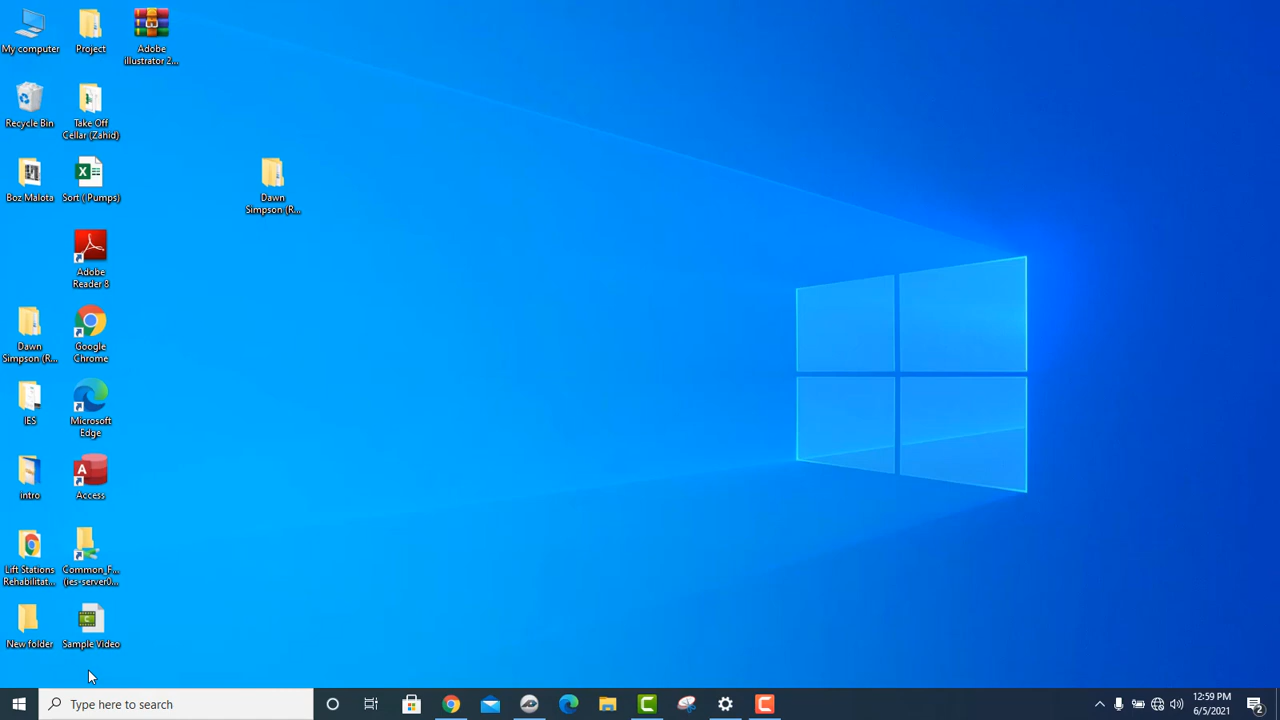 My computer
Project
Adobe
illustrator 2...
Recycle Bin
Take Off
Cellar (Zahid)
Boz Malota
Sort ( Pumps)
Dawn
Simpson (R...
Adobe
Reader 8
Dawn
Simpson (R...
Google
Chrome
IES
Microsoft
Edge
intro
Access
Lift Stations
Rehabilitat...
Common_F...
(ies-server0...
New folder
Sample Video
Type here to search
12:59 PM
6/5/2021
2